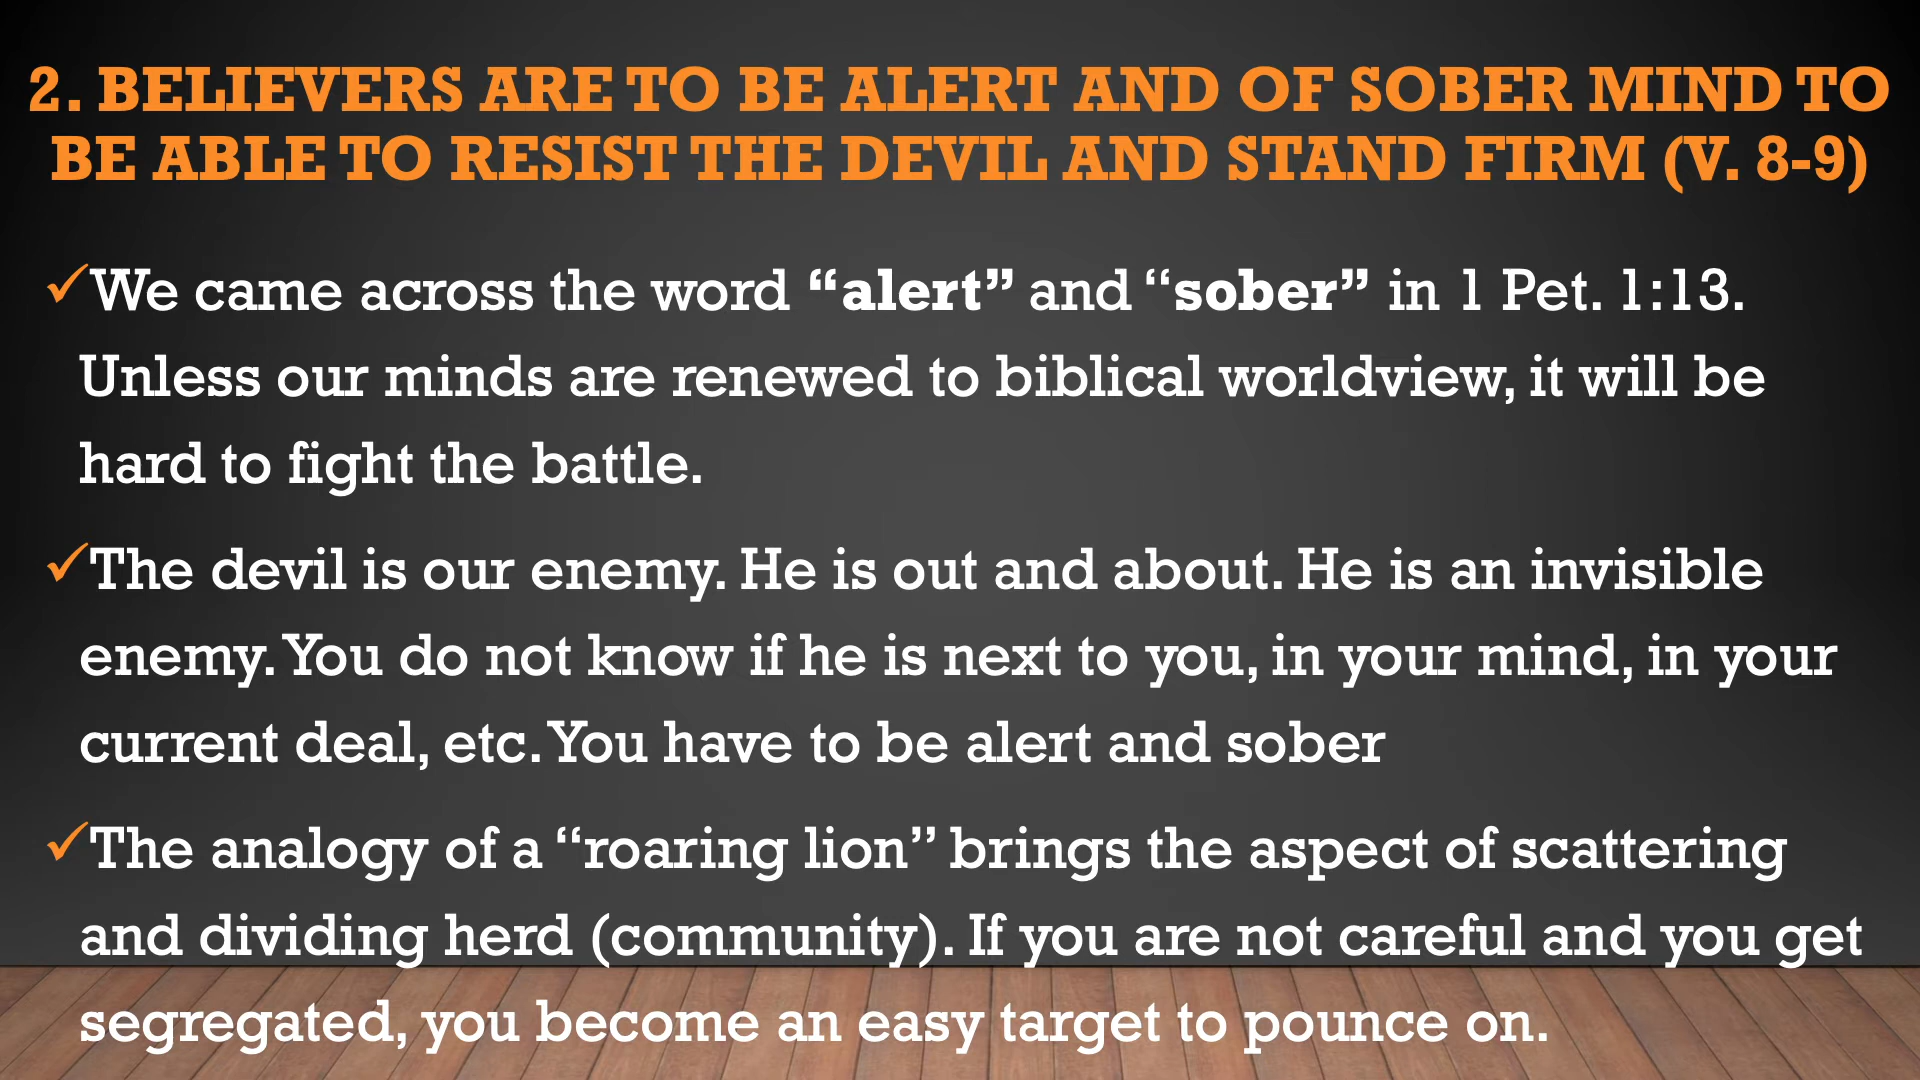 2. BELIEVERS ARE TO BE ALERT AND OF SOBER MIND TO
BE ABLE TO RESIST THE DEVIL AND STAND FIRM (V. 8-9)
✓We came across the word “alert” and “sober” in 1 Pet. 1:13.
Unless our minds are renewed to biblical worldview, it will be
hard to fight the battle.
✓The devil is our enemy. He is out and about. He is an invisible
enemy. You do not know if he is next to you, in your mind, in your
current deal, etc. You have to be alert and sober
✓The analogy of a “roaring lion” brings the aspect of scattering
and dividing herd (community). If you are not careful and you get
segregated, you become an easy target to pounce on.